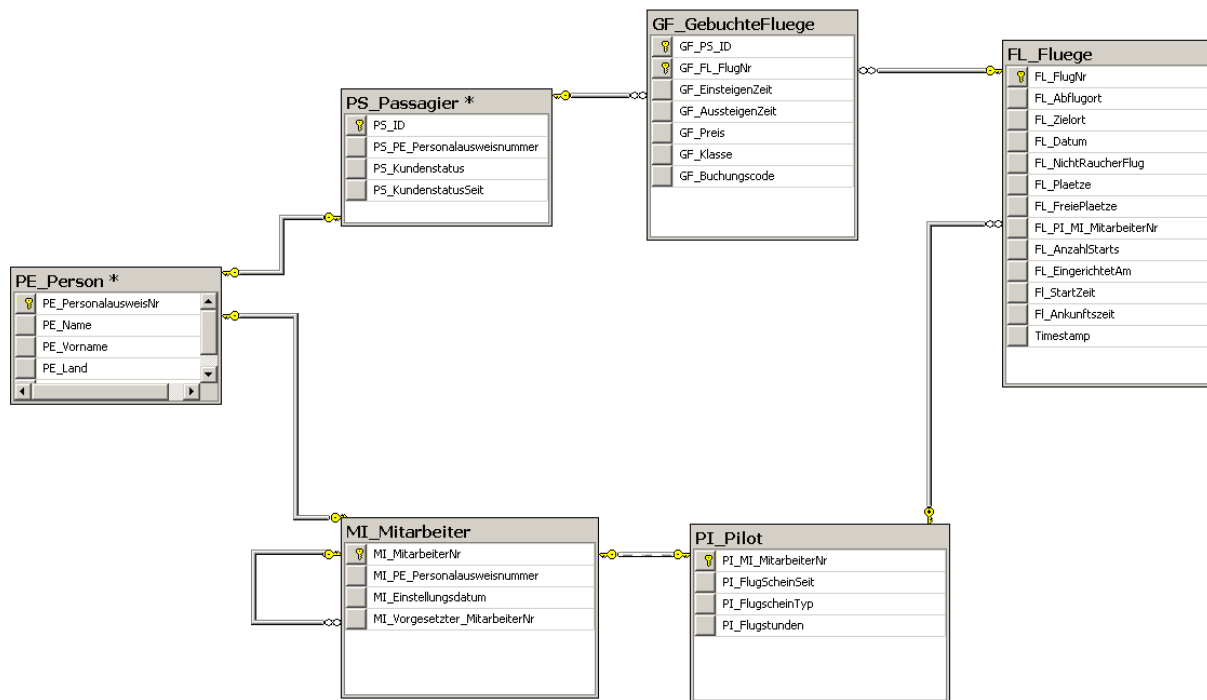 GF_GebuchteFluege
GF_PS_ID
GF_FL_FlugNr
GF_EinsteigenZeit
GF_AussteigenZeit
GF_Preis
GF_Klasse
GF_Buchungscode
FL_Fluege
FL_FlugNr
FL_Abflugort
FL_Zielort
FL_Datum
FL_NichtRaucherFlug
FL_Plaetze
FL_FreiePlaetze
FL_PI_MI_MitarbeiterNr
FL_AnzahlStarts
FL_EingerichtetAm
Fl_StartZeit
Fl_Ankunftszeit
Timestamp
PS_Passagier *
PS_ID
PS_PE_Personalausweisnummer
PS_Kundenstatus
PS_KundenstatusSeit
PE_Person *
PE_PersonalausweisNr
PE_Name
PE_Vorname
PE_Land
MI_Mitarbeiter
MI_MitarbeiterNr
MI_PE_Personalausweisnummer
MI_Einstellungsdatum
MI_Vorgesetzter_MitarbeiterNr
PI_Pilot
PI_MI_MitarbeiterNr
PI_FlugScheinSeit
PI_FlugscheinTyp
PI_Flugstunden